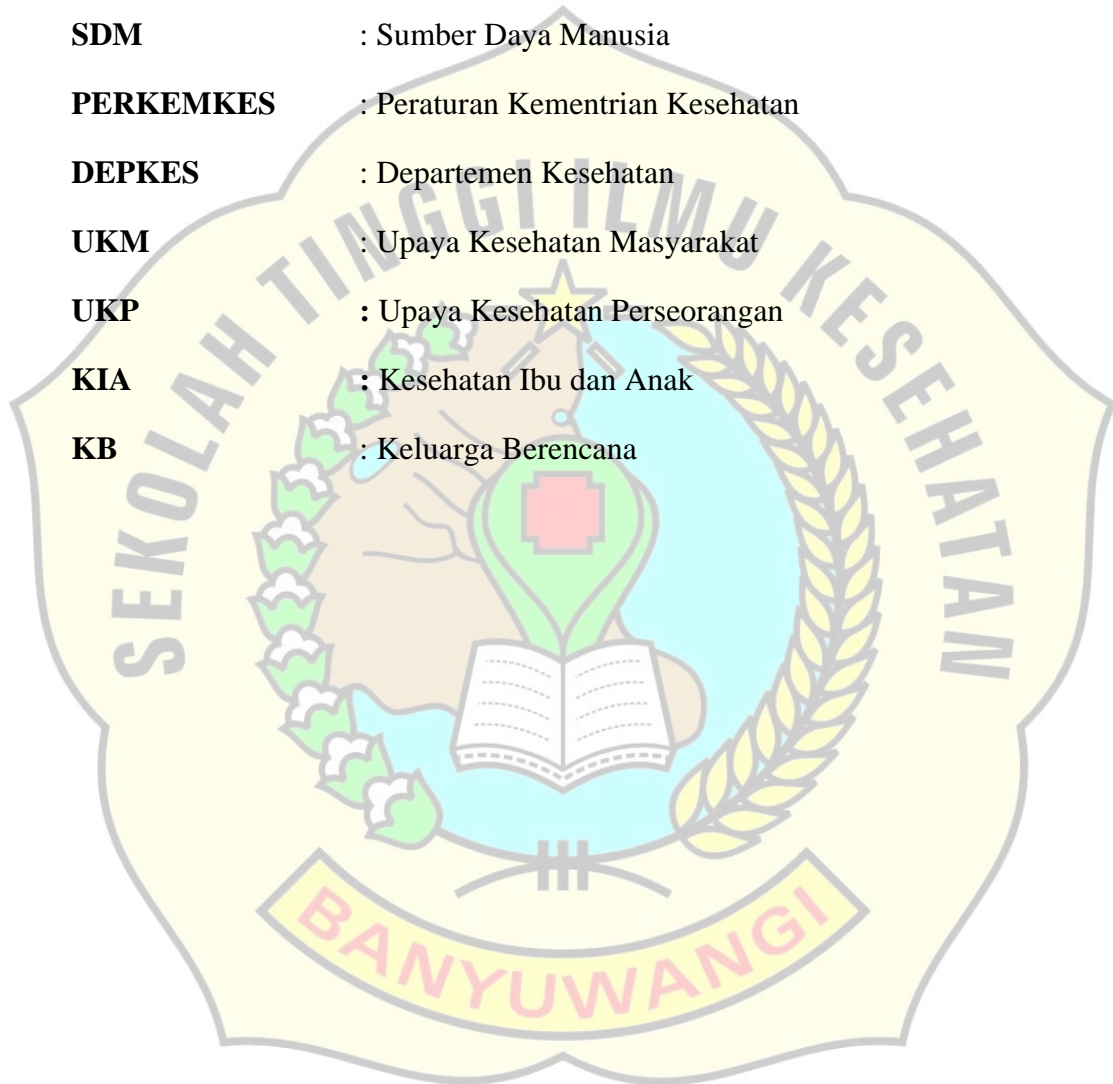 SDM : Sumber Daya Manusia
PERKEMKES : Peraturan Kementrian Kesehatan
DEPKES : Departemen Kesehatan
UKM : Upaya Kesehatan Masyarakat
UKP : Upaya Kesehatan Perseorangan
KIA : Kesehatan Ibu dan Anak
KB : Keluarga Berencana
SEKOLAH TINGGI ILMU KESEHATAN
BANYUWANGI